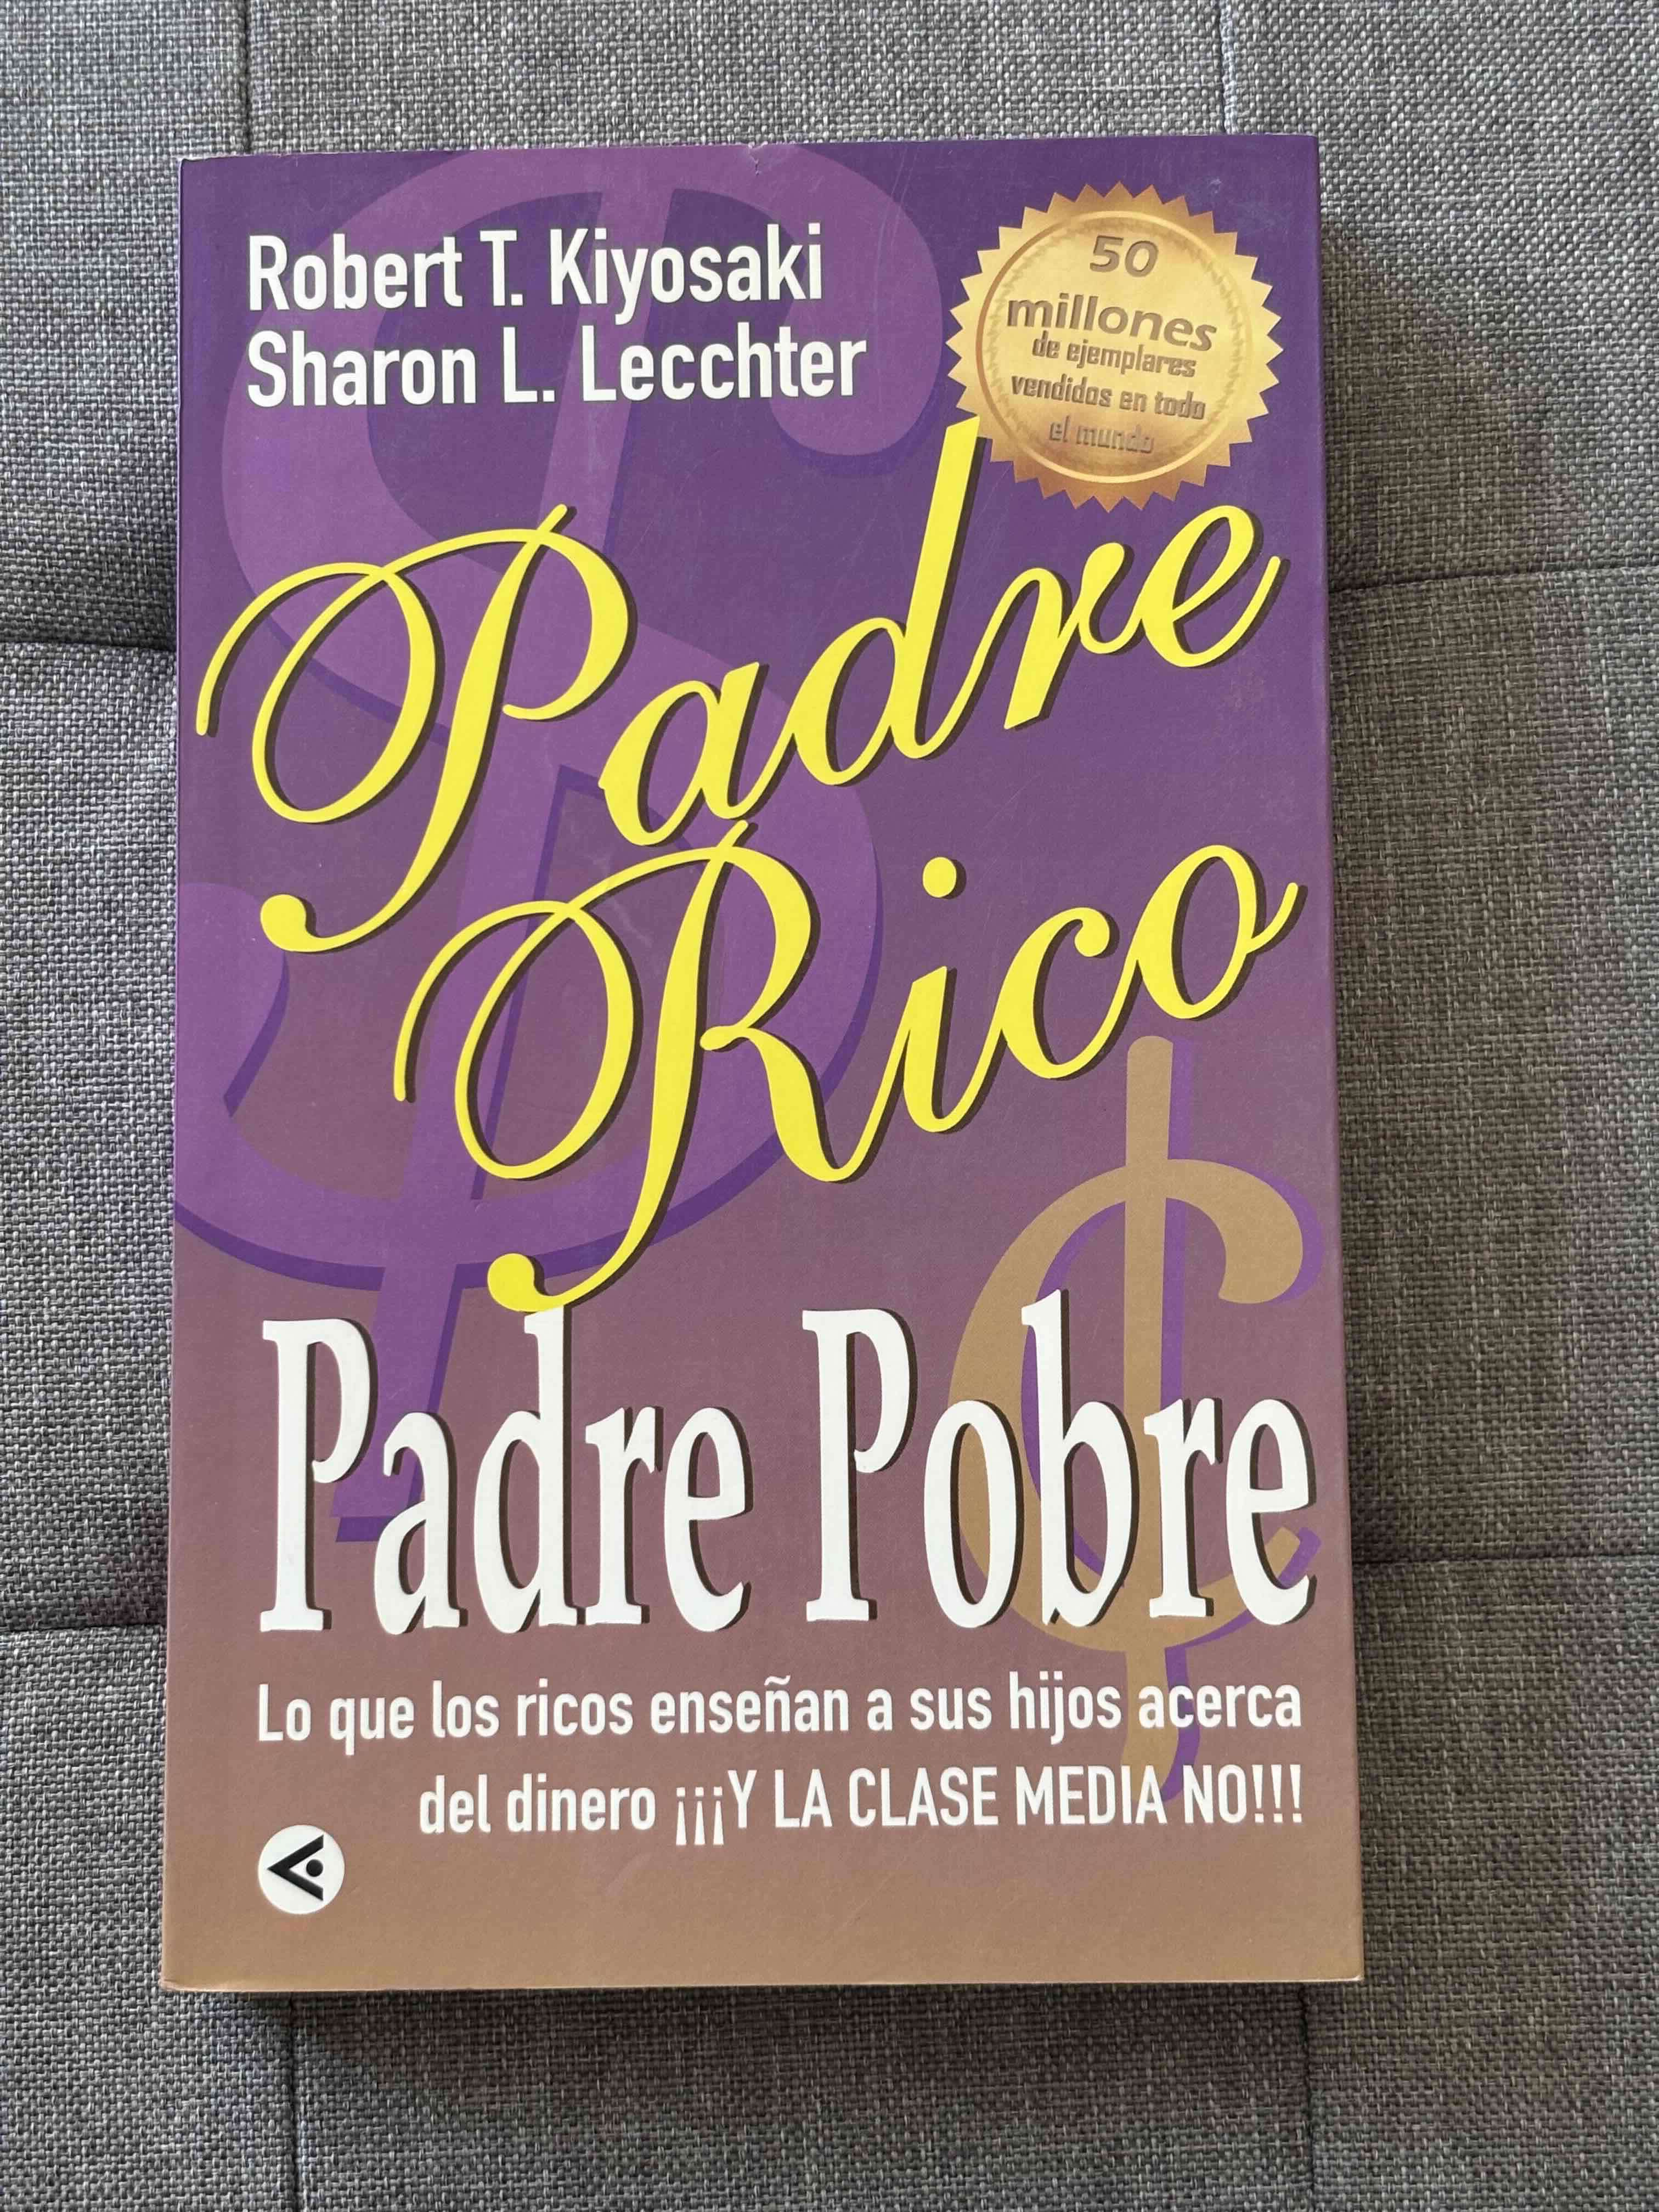 Robert T. Kiyosaki
Sharon L. Lecchter
50
millones
de ejemplares
vendidos en todo
el mundo
Padre
Rico
Padre Pobre
Lo que los ricos enseñan a sus hijos acerca
del dinero ¡¡¡Y LA CLASE MEDIA NO!!!